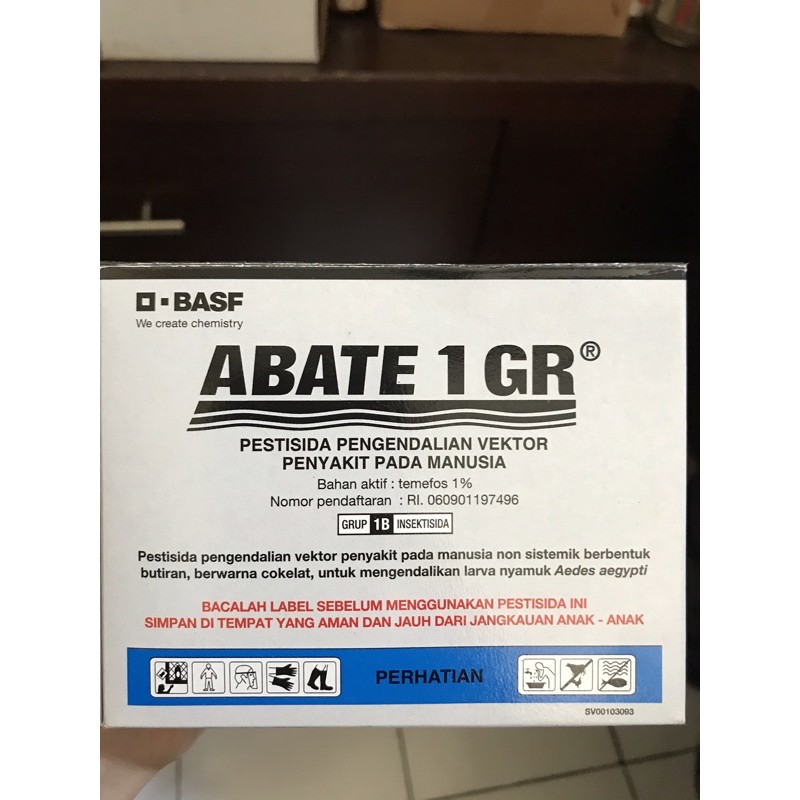 BASF
We create chemistry
ABATE 1 GR®
PESTISIDA PENGENDALIAN VEKTOR
PENYAKIT PADA MANUSIA
Bahan aktif : temefos 1%
Nomor pendaftaran : RI. 060901197496
GRUP 1B INSEKTISIDA
Pestisida pengendalian vektor penyakit pada manusia non sistemik berbentuk
butiran, berwarna cokelat, untuk mengendalikan larva nyamuk Aedes aegypti
BACALAH LABEL SEBELUM MENGGUNAKAN PESTISIDA INI
SIMPAN DI TEMPAT YANG AMAN DAN JAUH DARI JANGKAUAN ANAK - ANAK
PERHATIAN
SV00103093